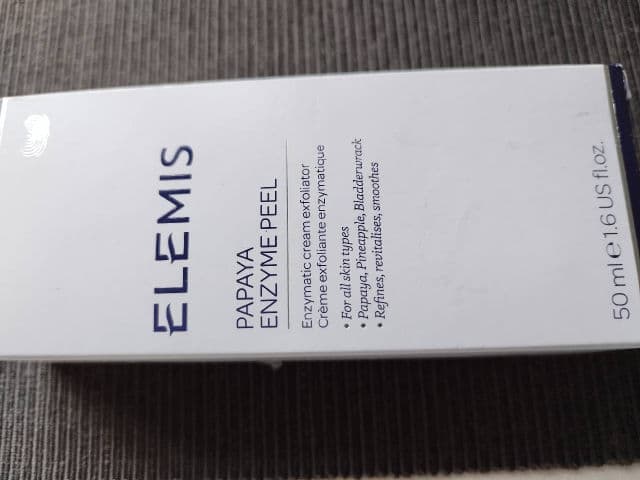 ELEMIS
PAPAYA
ENZYME PEEL
Enzymatic cream exfoliator
Crème exfoliante enzymatique
• For all skin types
• Papaya, Pineapple, Bladderwrack
• Refines, revitalises, smoothes
50 ml ℮ 1.6 US fl.oz.